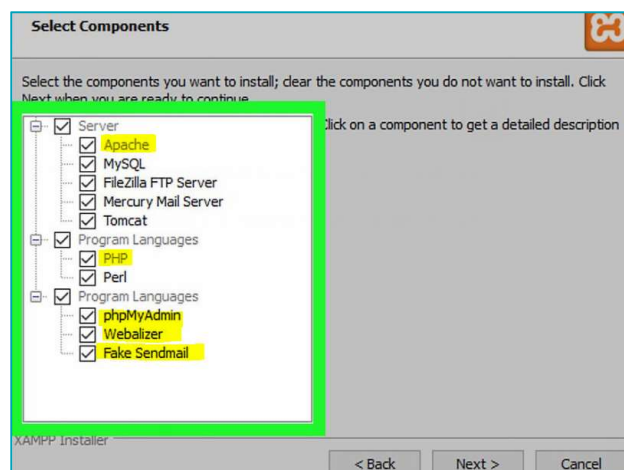 Select Components
Select the components you want to install; clear the components you do not want to install. Click
Next when you are ready to continue.
Click on a component to get a detailed description
Server
Apache
MySQL
FileZilla FTP Server
Mercury Mail Server
Tomcat
Program Languages
PHP
Perl
Program Languages
phpMyAdmin
Webalizer
Fake Sendmail
XAMPP Installer
< Back
Next >
Cancel